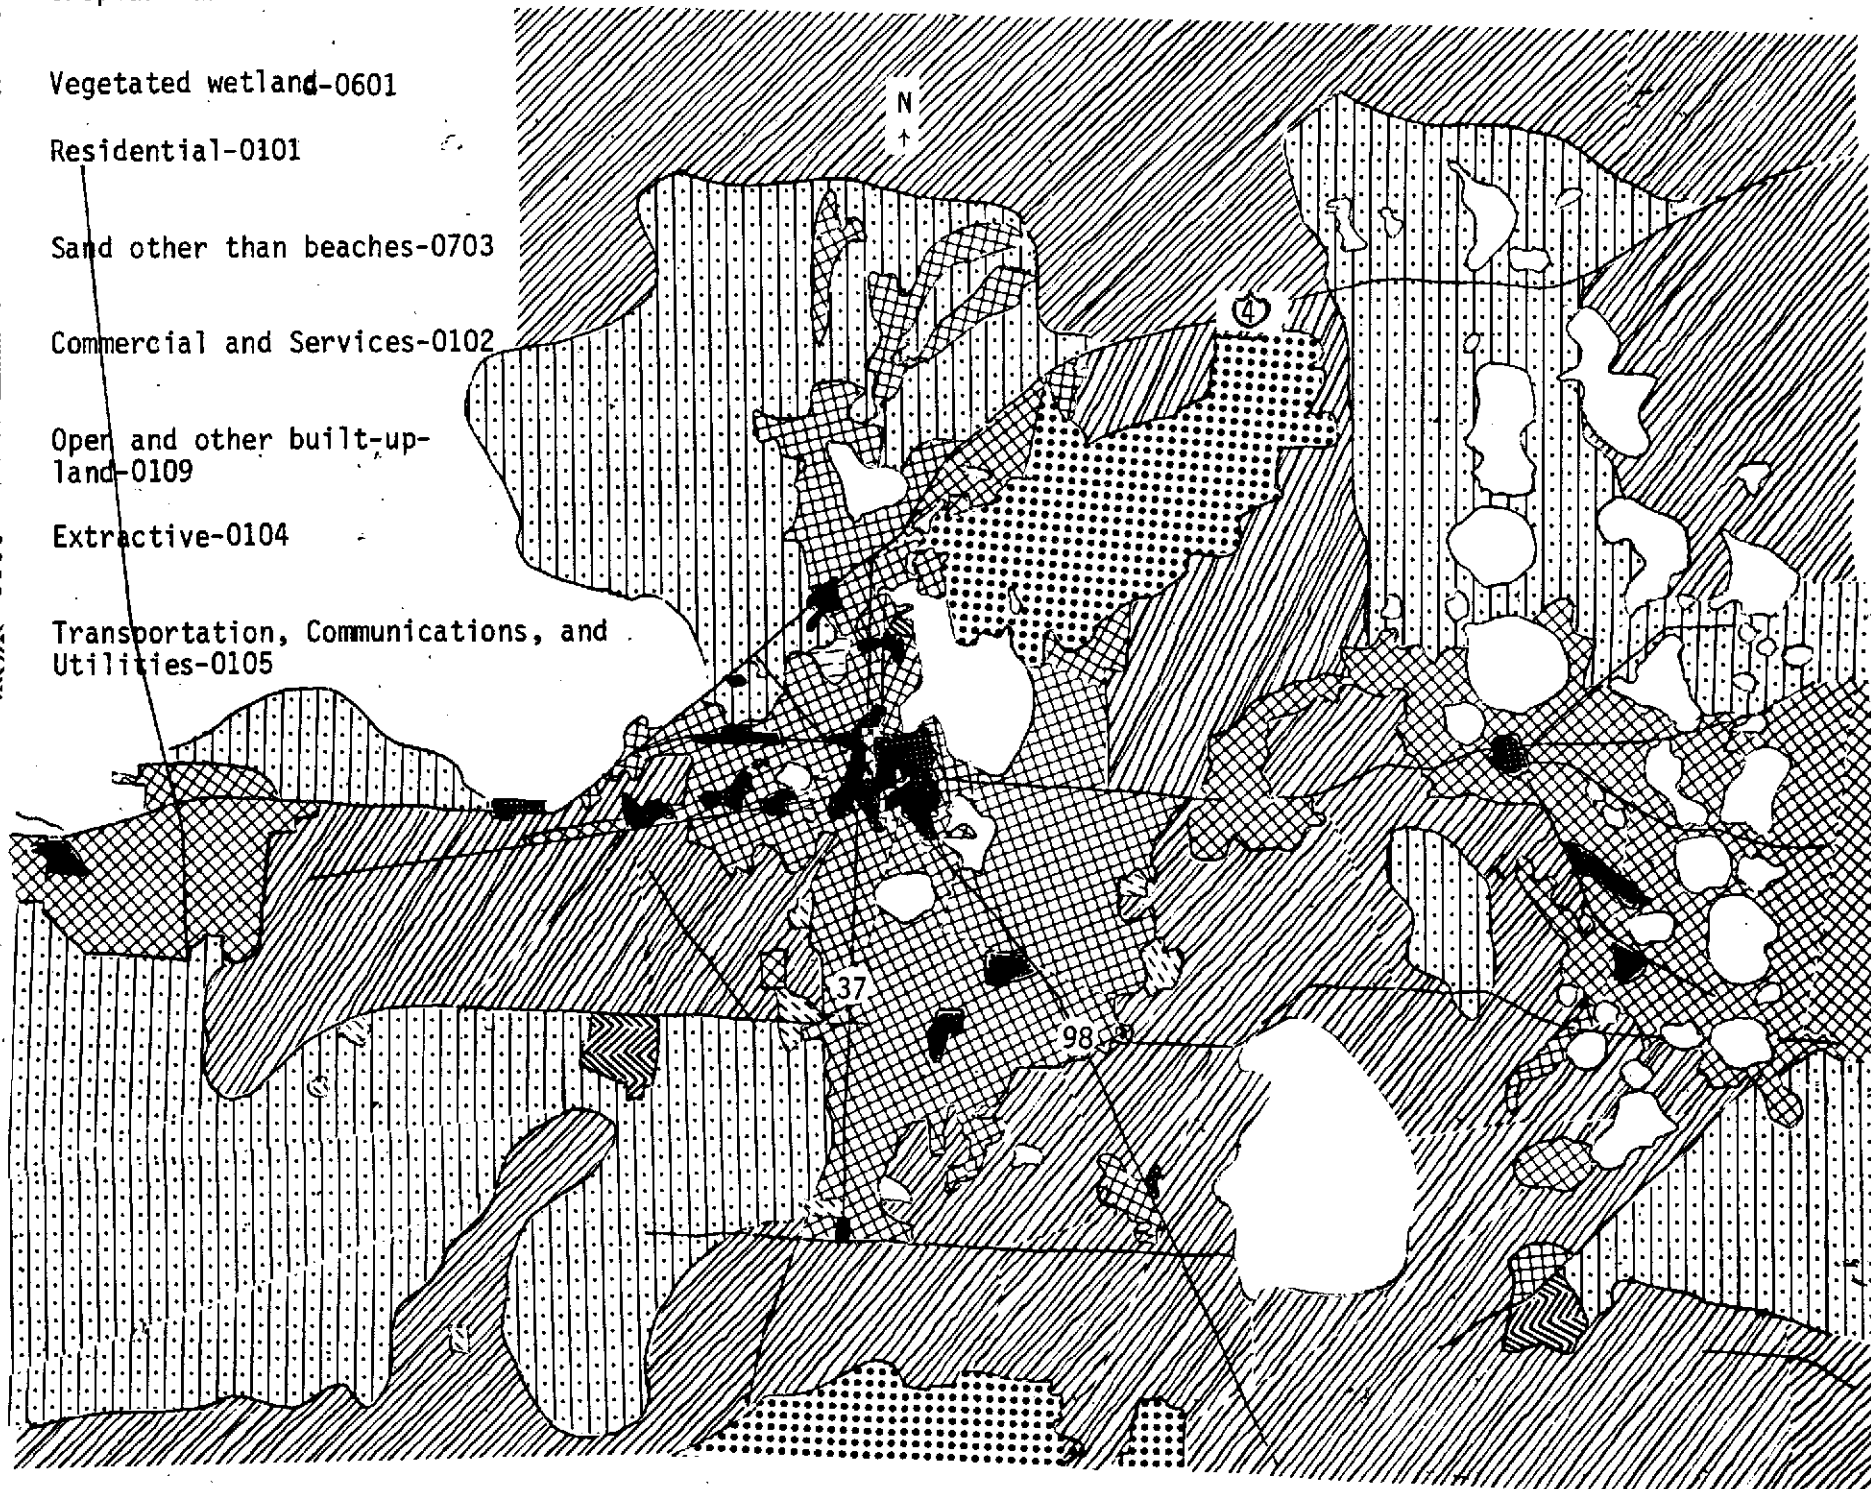 Vegetated wetland-0601
Residential-0101
Sand other than beaches-0703
Commercial and Services-0102
Open and other built-up-
land-0109
Extractive-0104
Transportation, Communications, and
Utilities-0105
N
↑
4
37
98